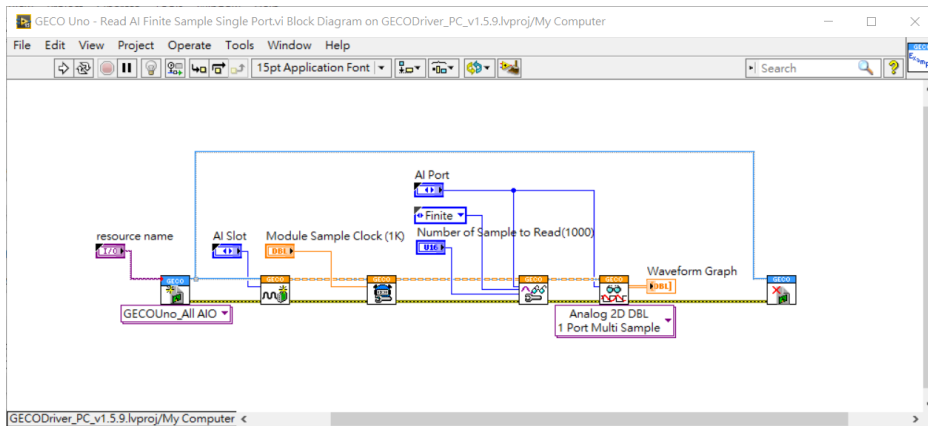 GECO Uno - Read AI Finite Sample Single Port.vi Block Diagram on GECODriver_PC_v1.5.9.lvproj/My Computer
File Edit View Project Operate Tools Window Help
15pt Application Font
Search
GECO
Examp
AI Port
Finite
resource name
AI Slot
Module Sample Clock (1K)
Number of Sample to Read(1000)
I/O
DBL
U16
Waveform Graph
GECO
GECO
GECO
GECO
GECO
DBL
GECO
GECOUno_All AIO
Analog 2D DBL
1 Port Multi Sample
GECODriver_PC_v1.5.9.lvproj/My Computer